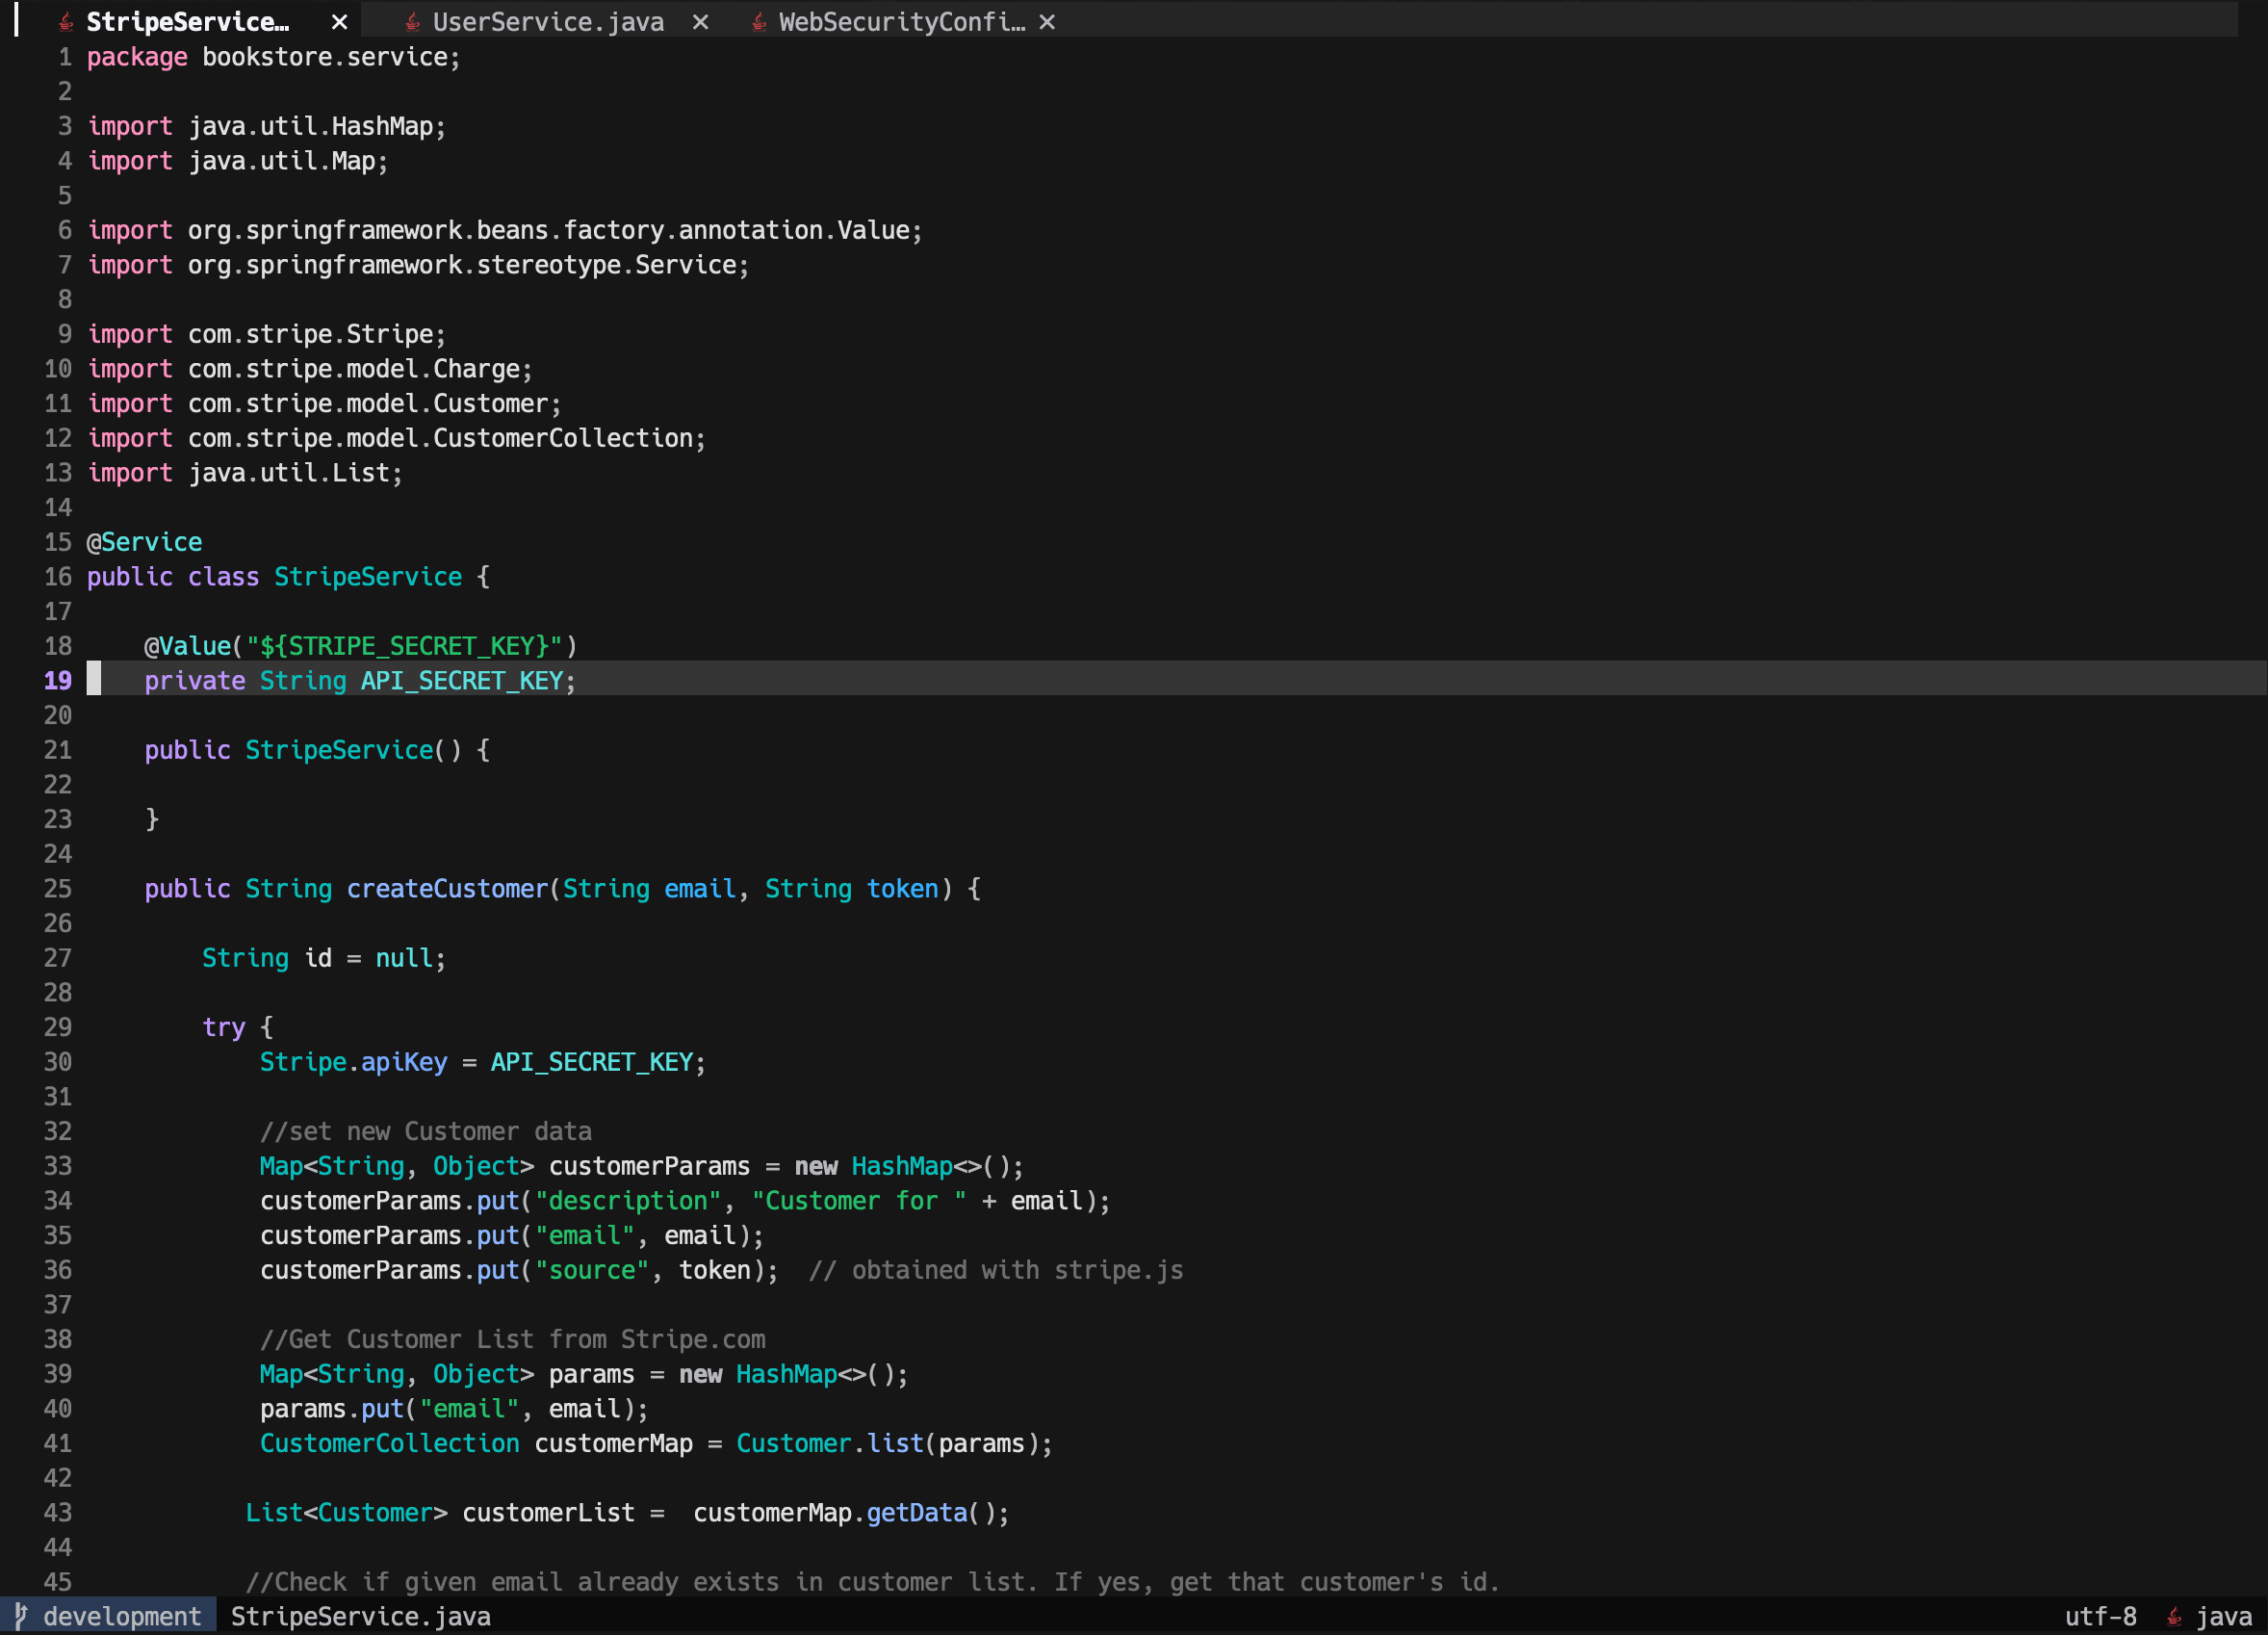 StripeService… × UserService.java × WebSecurityConfi… ×
1 package bookstore.service;
2
3 import java.util.HashMap;
4 import java.util.Map;
5
6 import org.springframework.beans.factory.annotation.Value;
7 import org.springframework.stereotype.Service;
8
9 import com.stripe.Stripe;
10 import com.stripe.model.Charge;
11 import com.stripe.model.Customer;
12 import com.stripe.model.CustomerCollection;
13 import java.util.List;
14
15 @Service
16 public class StripeService {
17
18     @Value("${STRIPE_SECRET_KEY}")
19     private String API_SECRET_KEY;
20
21     public StripeService() {
22
23     }
24
25     public String createCustomer(String email, String token) {
26
27         String id = null;
28
29         try {
30             Stripe.apiKey = API_SECRET_KEY;
31
32             //set new Customer data
33             Map<String, Object> customerParams = new HashMap<>();
34             customerParams.put("description", "Customer for " + email);
35             customerParams.put("email", email);
36             customerParams.put("source", token);  // obtained with stripe.js
37
38             //Get Customer List from Stripe.com
39             Map<String, Object> params = new HashMap<>();
40             params.put("email", email);
41             CustomerCollection customerMap = Customer.list(params);
42
43            List<Customer> customerList =  customerMap.getData();
44
45            //Check if given email already exists in customer list. If yes, get that customer's id.
development StripeService.java utf-8 java